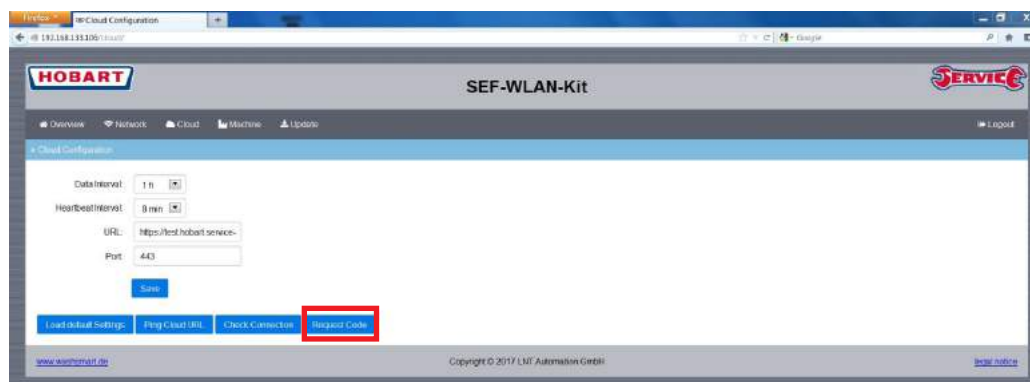 Firefox
Cloud Configuration
192.168.133.106/cloud/
Google
HOBART
SEF-WLAN-Kit
SERVICE
Overview Network Cloud Machine Update Logout
» Cloud Configuration
Data Interval: 1 h
Heartbeat Interval: 8 min
URL: https://test.hobart.service-
Port: 443
Save
Load default Settings Ping Cloud URL Check Connection Request Code
www.washsmart.de Copyright © 2017 LNT Automation GmbH legal notice